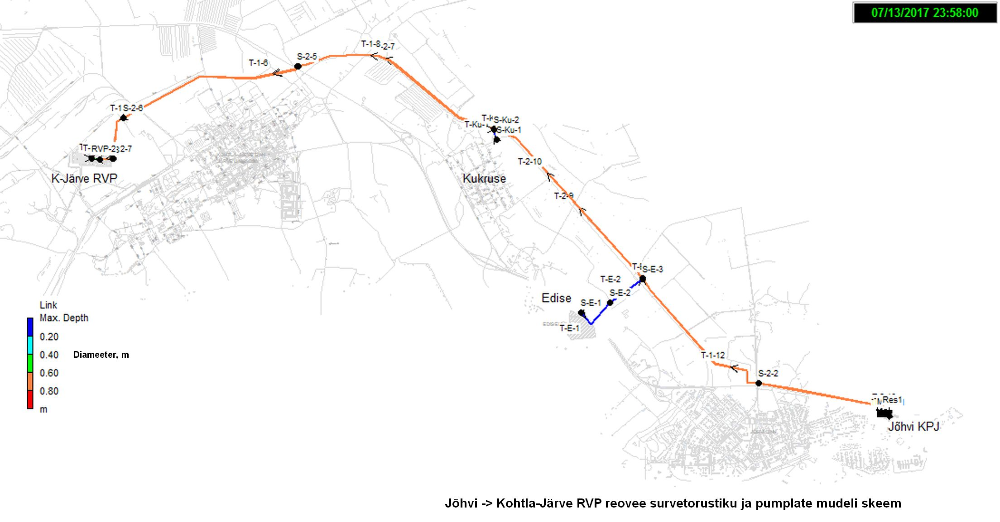 07/13/2017 23:58:00
T-1-8
2-7
S-2-5
T-1-6
T-1
S-2-6
S-Ku-2
T-Ku-
S-Ku-1
RVP-2
2-7
T-2-10
K-Järve RVP
Kukruse
T-2-9
S-E-3
T-E-2
S-E-2
Edise
S-E-1
T-E-1
Link
Max. Depth
0.20
0.40
Diameeter, m
0.60
0.80
m
T-1-12
S-2-2
Res1
Jõhvi KPJ
Jõhvi -> Kohtla-Järve RVP reovee survetorustiku ja pumplate mudeli skeem